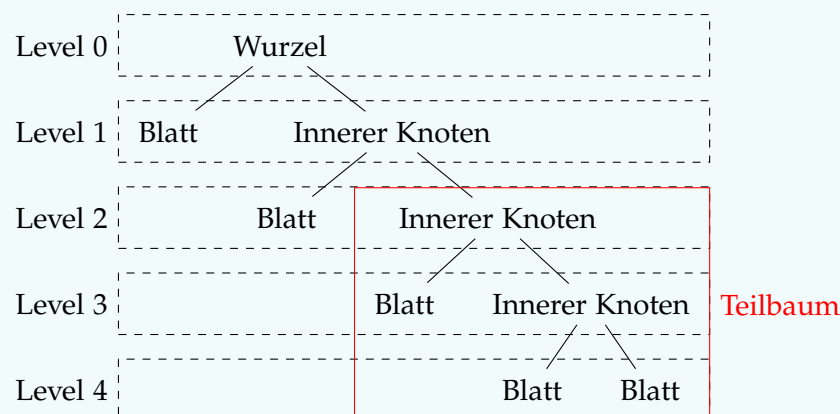 Level 0 Wurzel
Level 1 Blatt Innerer Knoten
Level 2 Blatt Innerer Knoten
Level 3 Blatt Innerer Knoten Teilbaum
Level 4 Blatt Blatt